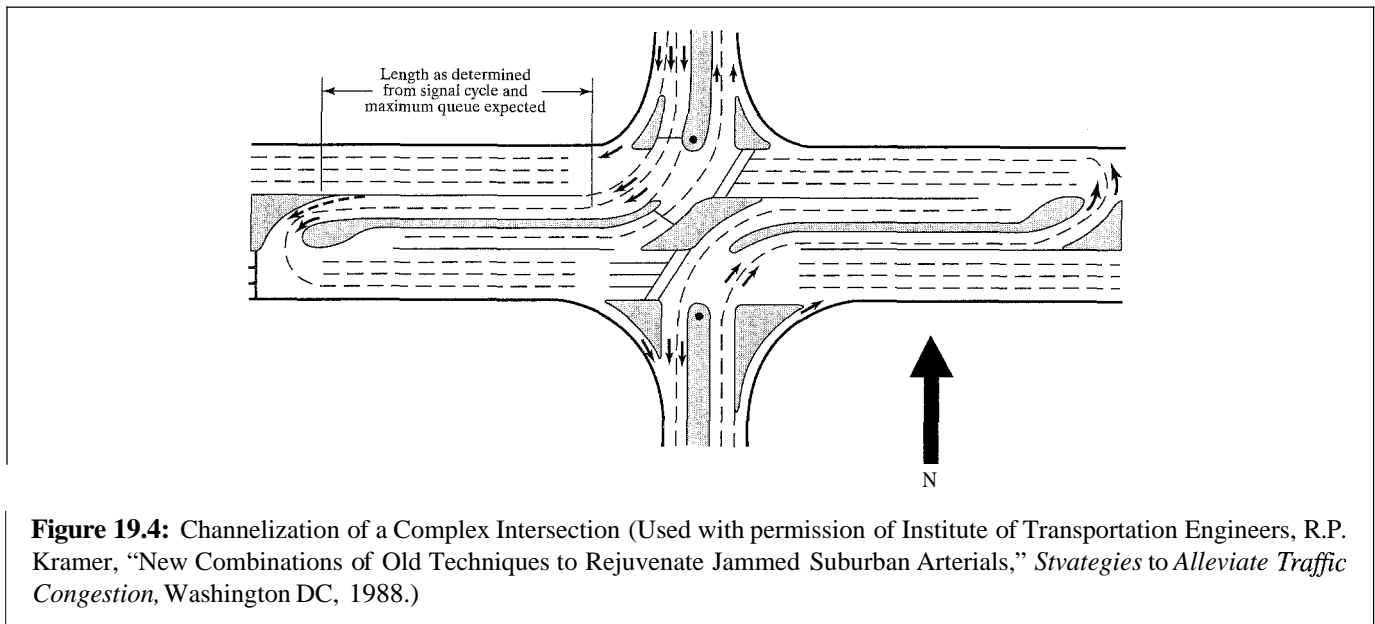 Length as determined
from signal cycle and
maximum queue expected
N
Figure 19.4: Channelization of a Complex Intersection (Used with permission of Institute of Transportation Engineers, R.P.
Kramer, “New Combinations of Old Techniques to Rejuvenate Jammed Suburban Arterials,” Stvategies to Alleviate Traffic
Congestion, Washington DC, 1988.)